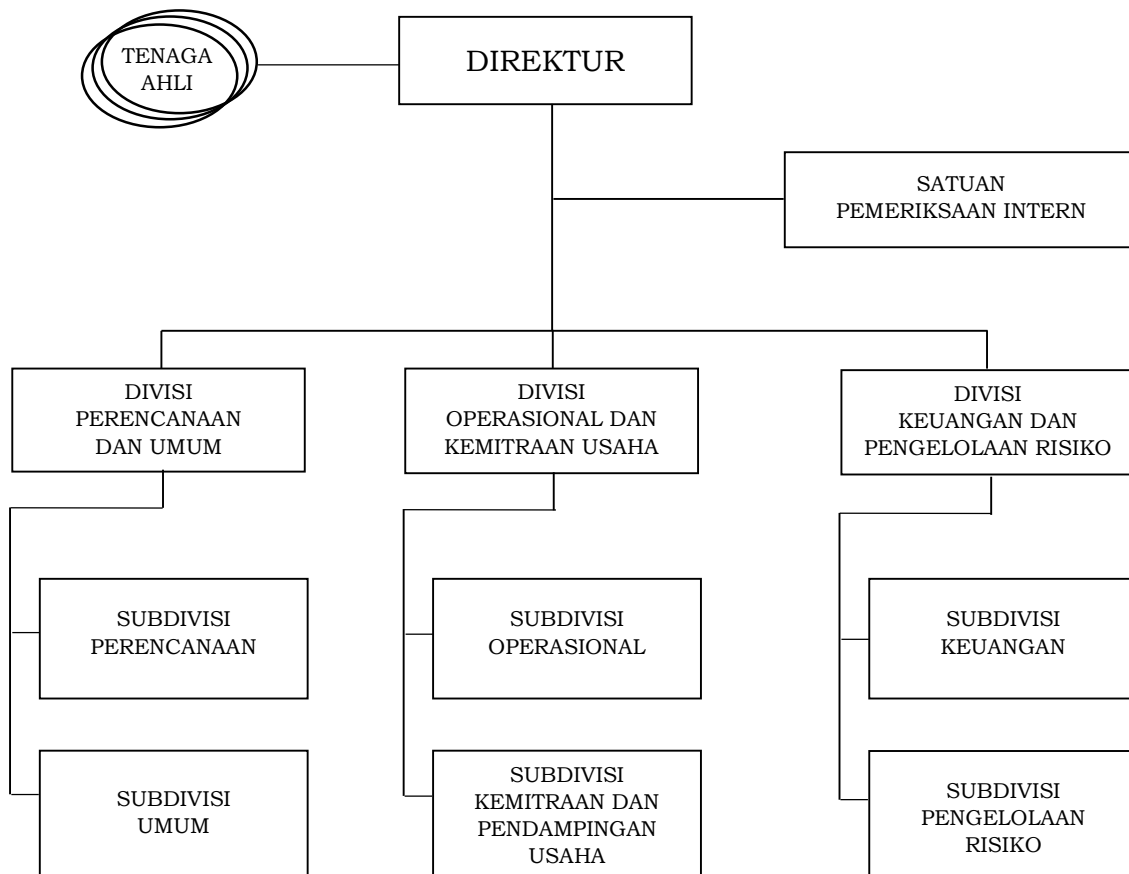 TENAGA
AHLI
DIREKTUR
SATUAN
PEMERIKSAAN INTERN
DIVISI
PERENCANAAN
DAN UMUM
DIVISI
OPERASIONAL DAN
KEMITRAAN USAHA
DIVISI
KEUANGAN DAN
PENGELOLAAN RISIKO
SUBDIVISI
PERENCANAAN
SUBDIVISI
OPERASIONAL
SUBDIVISI
KEUANGAN
SUBDIVISI
UMUM
SUBDIVISI
KEMITRAAN DAN
PENDAMPINGAN
USAHA
SUBDIVISI
PENGELOLAAN
RISIKO